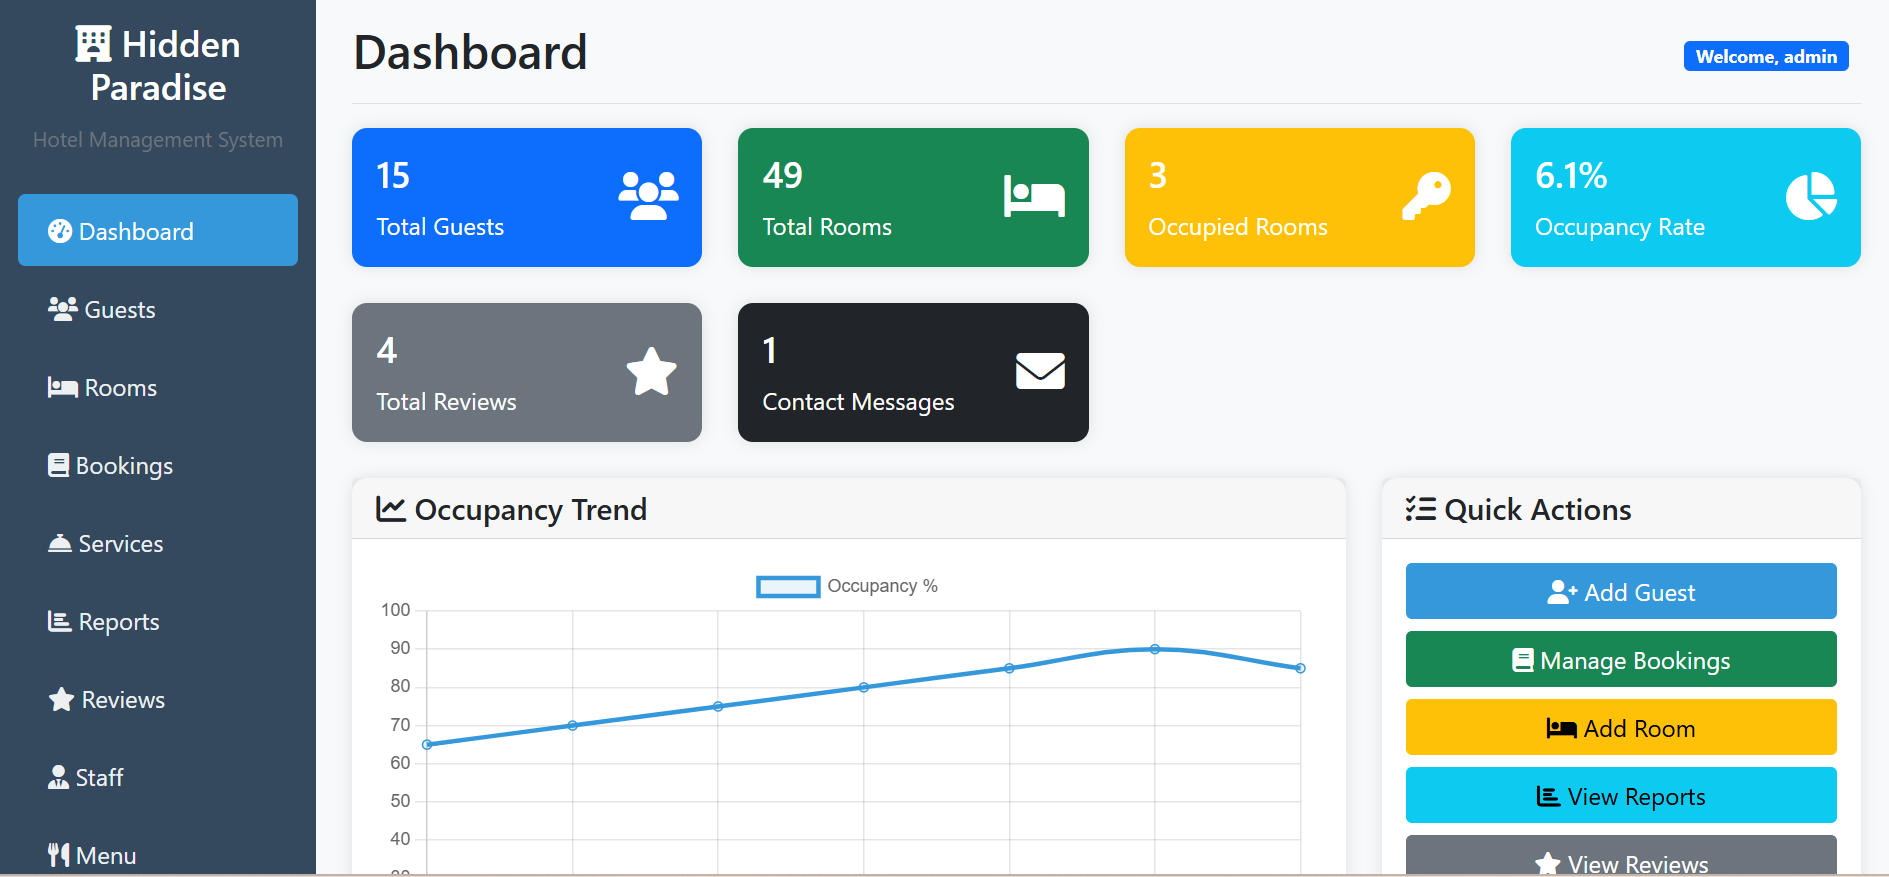 Hidden
Paradise
Hotel Management System
Dashboard
Guests
Rooms
Bookings
Services
Reports
Reviews
Staff
Menu
Dashboard
Welcome, admin
15
Total Guests
49
Total Rooms
3
Occupied Rooms
6.1%
Occupancy Rate
4
Total Reviews
1
Contact Messages
Occupancy Trend
Occupancy %
100
90
80
70
60
50
40
Quick Actions
Add Guest
Manage Bookings
Add Room
View Reports
View Reviews